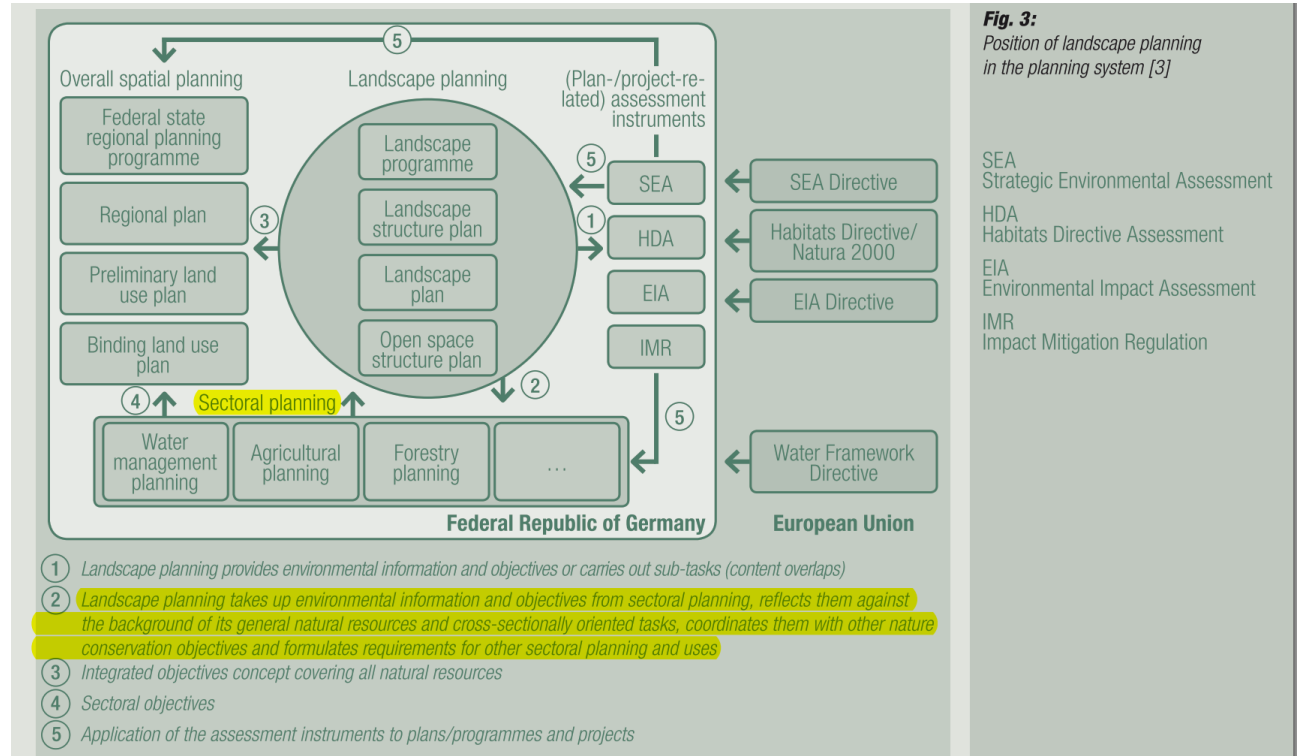 Fig. 3:
Position of landscape planning
in the planning system [3]
5
Overall spatial planning
Landscape planning
(Plan-/project-re-
lated) assessment
instruments
Federal state
regional planning
programme
Regional plan
Preliminary land
use plan
Binding land use
plan
3
Landscape
programme
Landscape
structure plan
Landscape
plan
Open space
structure plan
5
1
SEA
HDA
EIA
IMR
SEA Directive
Habitats Directive/
Natura 2000
EIA Directive
4
Sectoral planning
2
5
Water
management
planning
Agricultural
planning
Forestry
planning
...
Water Framework
Directive
Federal Republic of Germany
European Union
1 Landscape planning provides environmental information and objectives or carries out sub-tasks (content overlaps)
2 Landscape planning takes up environmental information and objectives from sectoral planning, reflects them against
the background of its general natural resources and cross-sectionally oriented tasks, coordinates them with other nature
conservation objectives and formulates requirements for other sectoral planning and uses
3 Integrated objectives concept covering all natural resources
4 Sectoral objectives
5 Application of the assessment instruments to plans/programmes and projects
SEA
Strategic Environmental Assessment
HDA
Habitats Directive Assessment
EIA
Environmental Impact Assessment
IMR
Impact Mitigation Regulation